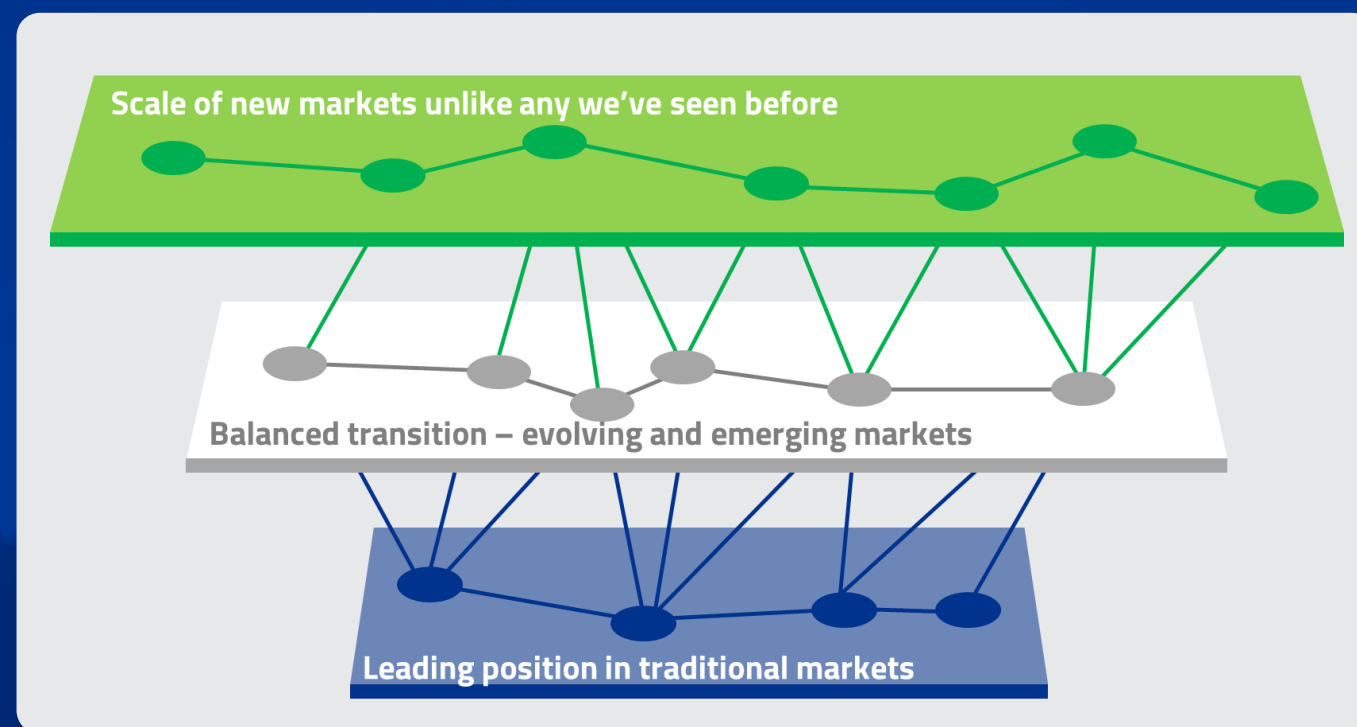 Scale of new markets unlike any we’ve seen before
Balanced transition – evolving and emerging markets
Leading position in traditional markets